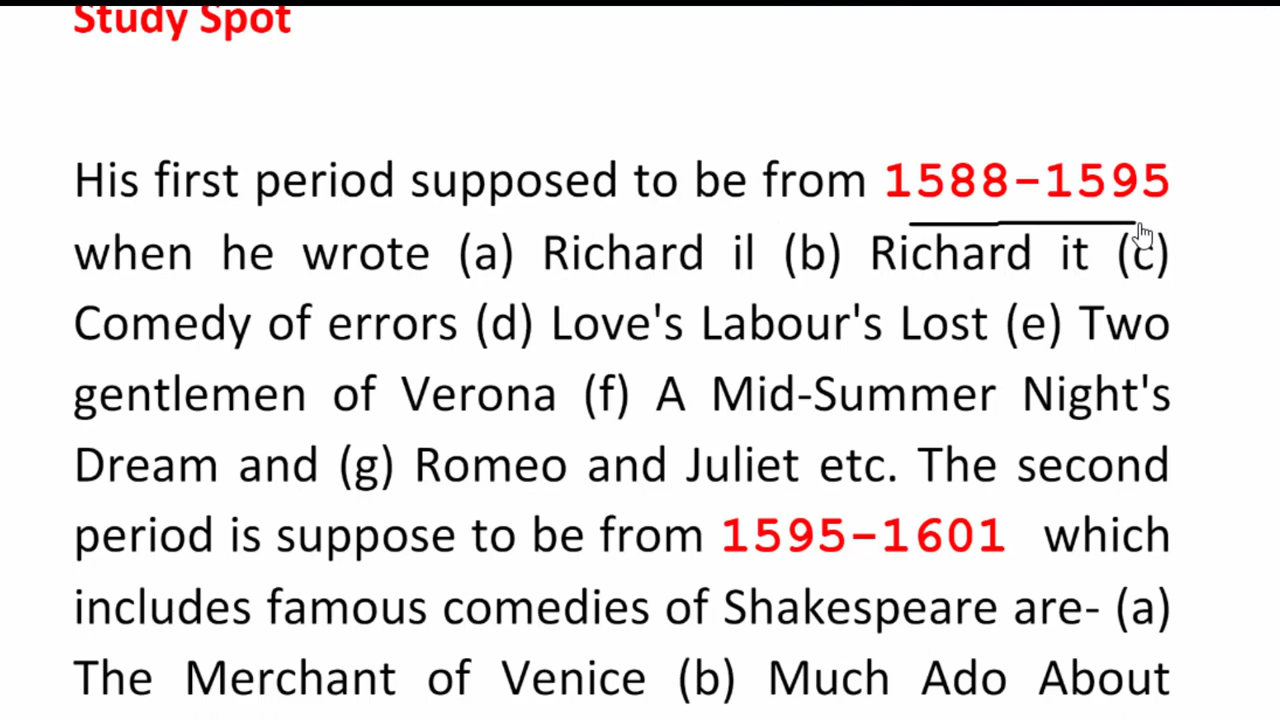 Study Spot
His first period supposed to be from 1588-1595
when he wrote (a) Richard il (b) Richard it (c)
Comedy of errors (d) Love's Labour's Lost (e) Two
gentlemen of Verona (f) A Mid-Summer Night's
Dream and (g) Romeo and Juliet etc. The second
period is suppose to be from 1595-1601 which
includes famous comedies of Shakespeare are- (a)
The Merchant of Venice (b) Much Ado About